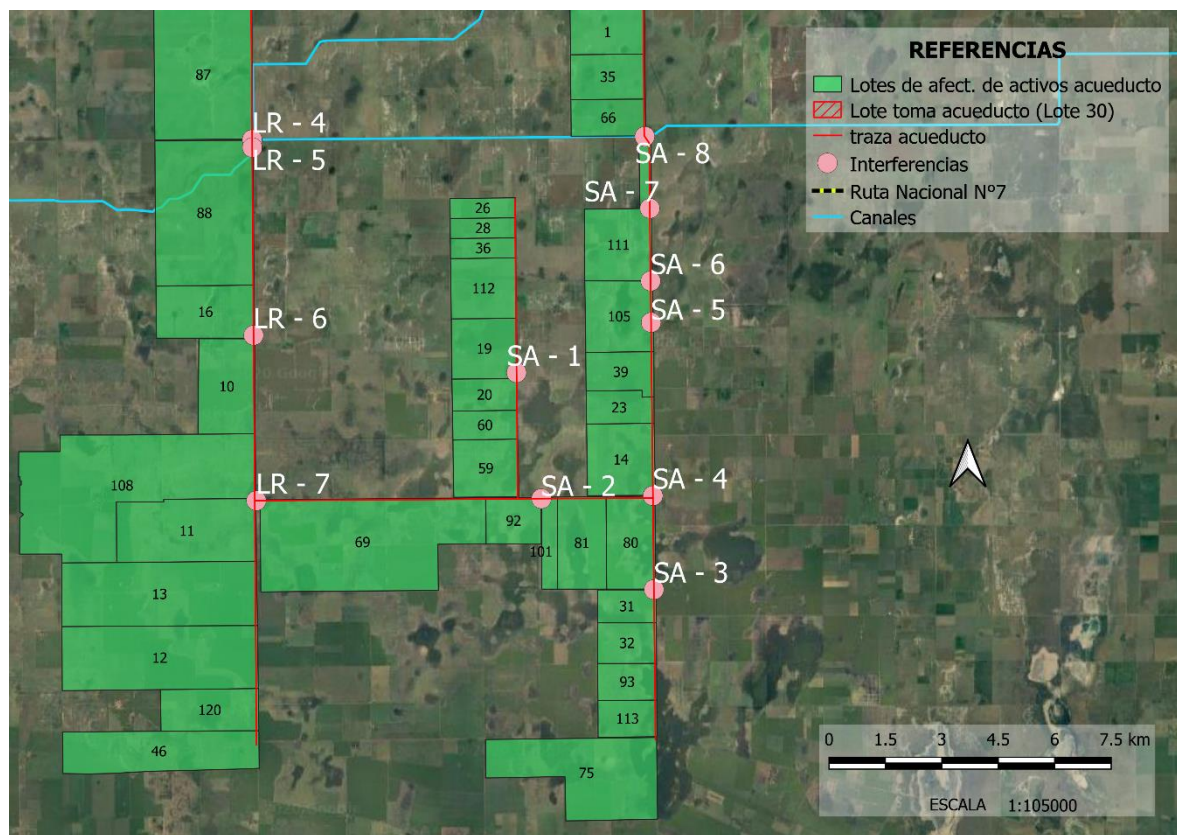 REFERENCIAS
Lotes de afect. de activos acueducto
Lote toma acueducto (Lote 30)
traza acueducto
Interferencias
Ruta Nacional Nº7
Canales
87
1
35
66
LR - 4
LR - 5
SA - 8
SA - 7
88
26
28
36
111
112
SA - 6
105
16
LR - 6
SA - 5
19
SA - 1
39
10
20
23
60
14
59
108
LR - 7
SA - 2
SA - 4
11
69
92
101
81
80
SA - 3
13
31
32
12
93
120
113
46
75
0 1.5 3 4.5 6 7.5 km
ESCALA 1:105000